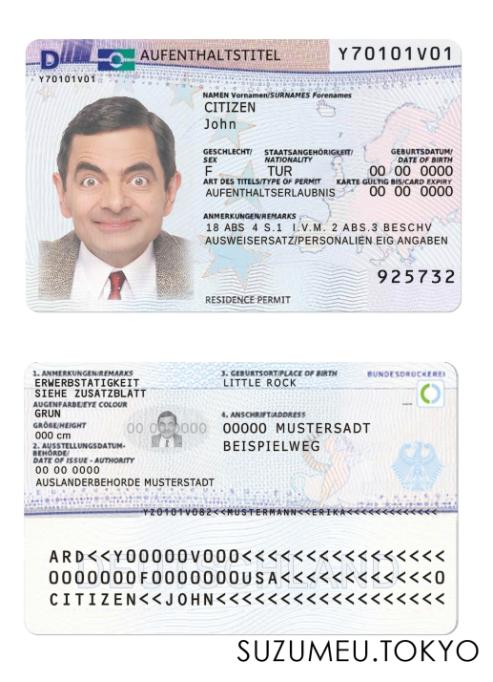 D
AUFENTHALTSTITEL
Y70101V01
Y70101V01
NAMEN Vornamen/SURNAMES Forenames
CITIZEN
John
GESCHLECHT/ STAATSANGEHÖRIGKEIT/ GEBURTSDATUM/
SEX NATIONALITY DATE OF BIRTH
F TUR 00 00 0000
ART DES TITELS/TYPE OF PERMIT KARTE GÜLTIG BIS/CARD EXPIRY
AUFENTHALTSERLAUBNIS 00 00 0000
ANMERKUNGEN/REMARKS
18 ABS 4 S.1 I.V.M. 2 ABS.3 BESCHV
AUSWEISERSATZ/PERSONALIEN EIG ANGABEN
925732
RESIDENCE PERMIT
1. ANMERKUNGEN/REMARKS
ERWERBSTATIGKEIT
SIEHE ZUSATZBLATT
AUGENFARBE/EYE COLOUR
GRUN
GRÖßE/HEIGHT
000 cm
2. AUSSTELLUNGSDATUM-
BEHÖRDE/
DATE OF ISSUE - AUTHORITY
00 00 0000
AUSLANDERBEHORDE MUSTERSTADT
00 00 0000
3. GEBURTSORT/PLACE OF BIRTH
LITTLE ROCK
4. ANSCHRIFT/ADDRESS
00000 MUSTERSADT
BEISPIELWEG
BUNDESDRUCKEREI
YZ0101V082<<MUSTERMANN<<ERIKA<<<<<<<<<<<<<
DEUTSCHLAND
ARD<<Y00000V000<<<<<<<<<<<<<<<<
0000000F0000000USA<<<<<<<<<<<0
CITIZEN<<JOHN<<<<<<<<<<<<<<<<<<
SUZUMEU.TOKYO